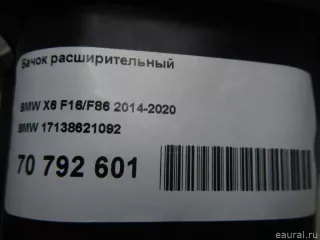 Бачок расширительный
BMW X6 F16/F86 2014-2020
BMW 17138621092
70 792 601
eaural.ru